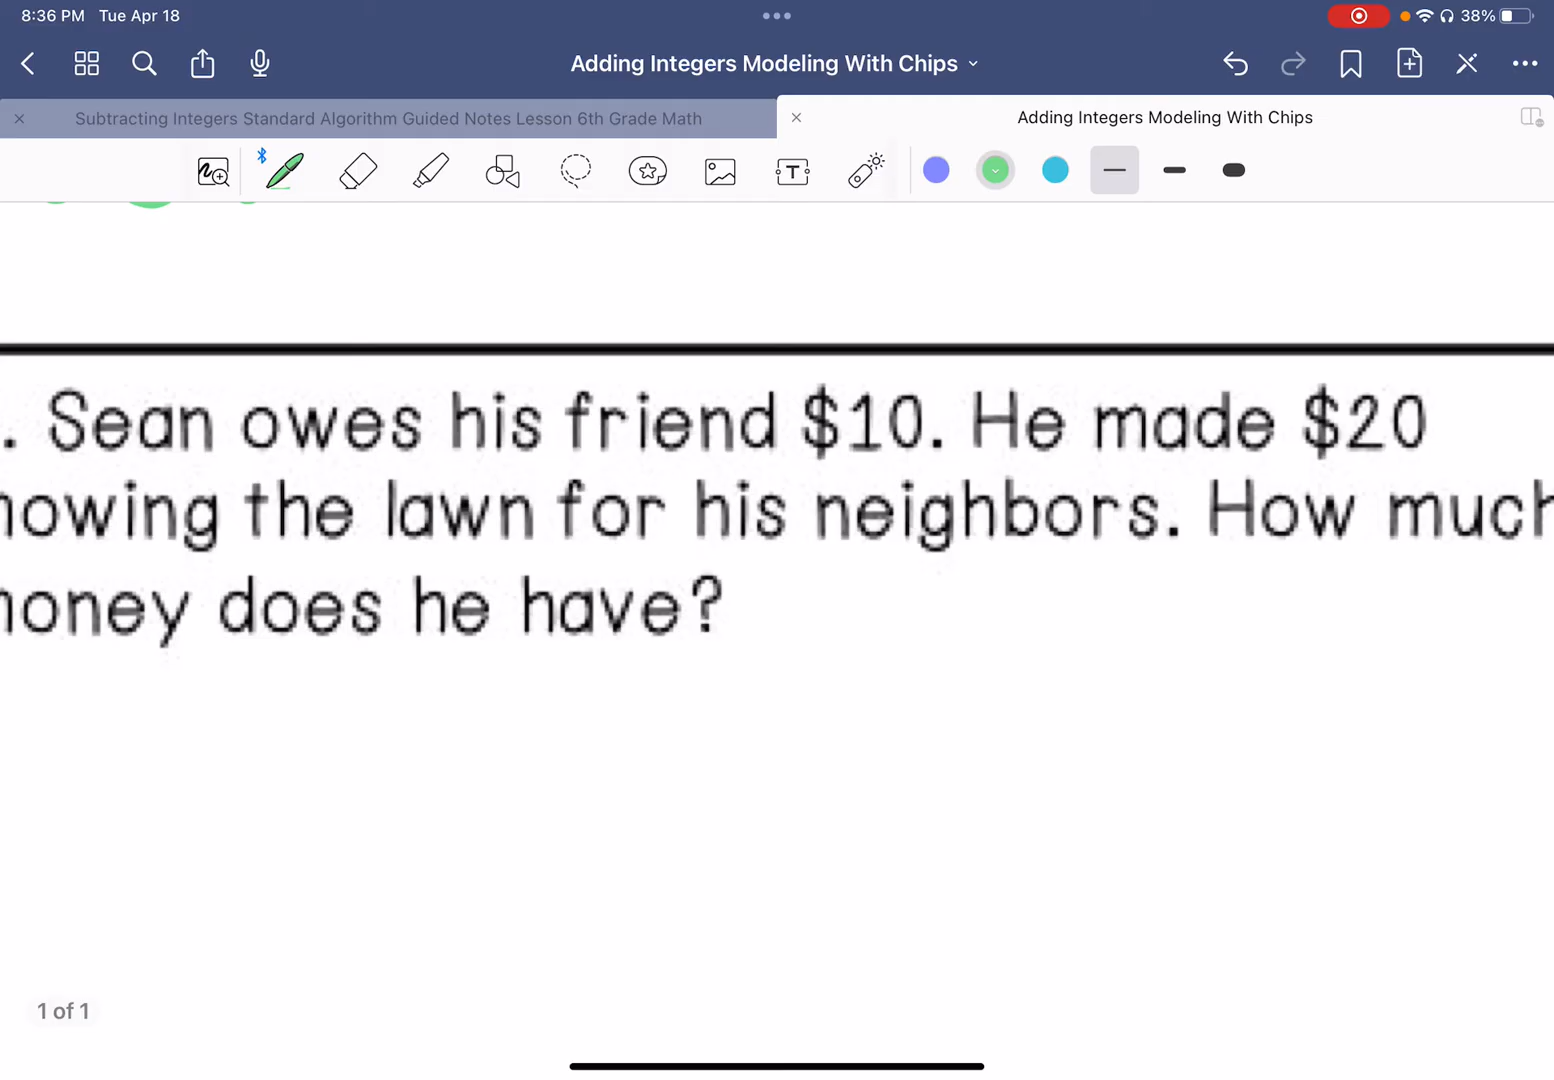 8:36 PM Tue Apr 18
38%
Adding Integers Modeling With Chips
Subtracting Integers Standard Algorithm Guided Notes Lesson 6th Grade Math
Adding Integers Modeling With Chips
T
. Sean owes his friend $10. He made $20
nowing the lawn for his neighbors. How much
honey does he have?
1 of 1